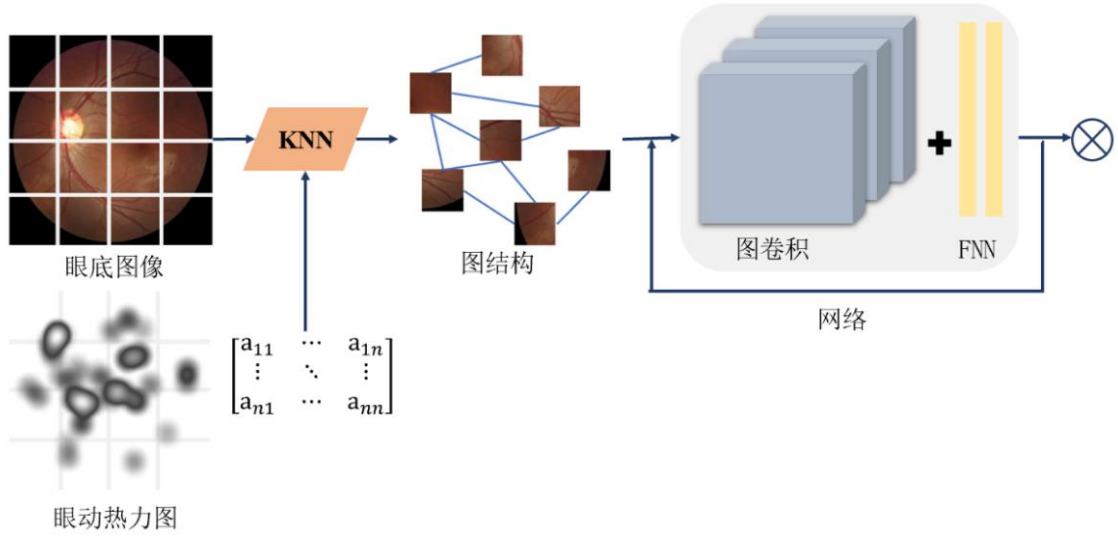 眼底图像
KNN
图结构
图卷积
FNN
网络
a11 ⋯ a1n
⋮ ⋱ ⋮
an1 ⋯ ann
眼动热力图